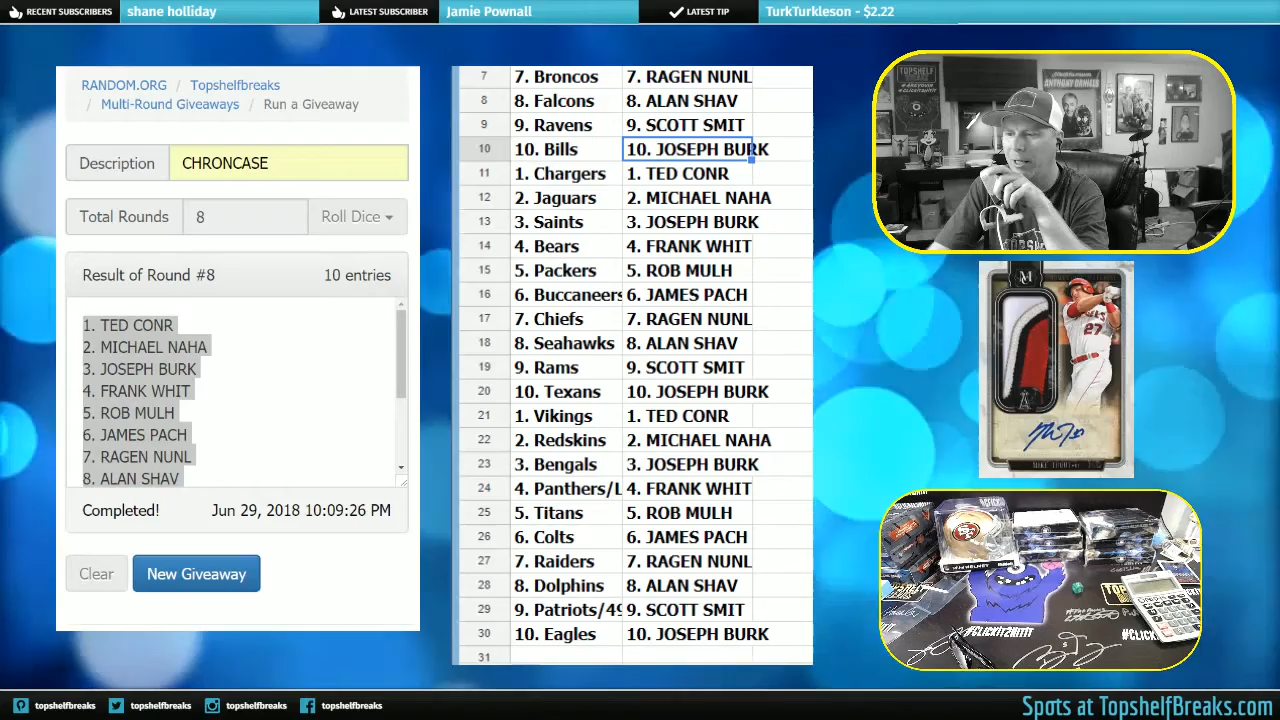 RECENT SUBSCRIBERS shane holliday LATEST SUBSCRIBER Jamie Pownall LATEST TIP TurkTurkleson - $2.22
RANDOM.ORG / Topshelfbreaks
/ Multi-Round Giveaways / Run a Giveaway
Description CHRONCASE
Total Rounds 8 Roll Dice
Result of Round #8 10 entries
1. TED CONR
2. MICHAEL NAHA
3. JOSEPH BURK
4. FRANK WHIT
5. ROB MULH
6. JAMES PACH
7. RAGEN NUNL
8. ALAN SHAV
Completed! Jun 29, 2018 10:09:26 PM
Clear New Giveaway
7 7. Broncos 7. RAGEN NUNL
8 8. Falcons 8. ALAN SHAV
9 9. Ravens 9. SCOTT SMIT
10 10. Bills 10. JOSEPH BURK
11 1. Chargers 1. TED CONR
12 2. Jaguars 2. MICHAEL NAHA
13 3. Saints 3. JOSEPH BURK
14 4. Bears 4. FRANK WHIT
15 5. Packers 5. ROB MULH
16 6. Buccaneers 6. JAMES PACH
17 7. Chiefs 7. RAGEN NUNL
18 8. Seahawks 8. ALAN SHAV
19 9. Rams 9. SCOTT SMIT
20 10. Texans 10. JOSEPH BURK
21 1. Vikings 1. TED CONR
22 2. Redskins 2. MICHAEL NAHA
23 3. Bengals 3. JOSEPH BURK
24 4. Panthers/L 4. FRANK WHIT
25 5. Titans 5. ROB MULH
26 6. Colts 6. JAMES PACH
27 7. Raiders 7. RAGEN NUNL
28 8. Dolphins 8. ALAN SHAV
29 9. Patriots/49 9. SCOTT SMIT
30 10. Eagles 10. JOSEPH BURK
31
TOPSHELF
ANTHONY DANIELS
27
MIKE TROUT
#CLICKITHITIT
topshelfbreaks topshelfbreaks topshelfbreaks topshelfbreaks
Spots at TopshelfBreaks.com